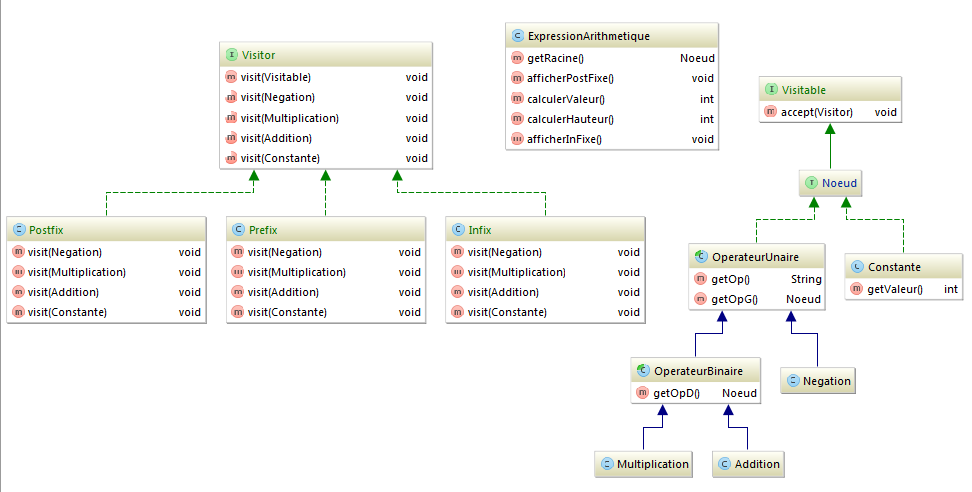 Visitor
visit(Visitable) void
visit(Negation) void
visit(Multiplication) void
visit(Addition) void
visit(Constante) void
ExpressionArithmetique
getRacine() Noeud
afficherPostFixe() void
calculerValeur() int
calculerHauteur() int
afficherInFixe() void
Visitable
accept(Visitor) void
Noeud
Postfix
visit(Negation) void
visit(Multiplication) void
visit(Addition) void
visit(Constante) void
Prefix
visit(Negation) void
visit(Multiplication) void
visit(Addition) void
visit(Constante) void
Infix
visit(Negation) void
visit(Multiplication) void
visit(Addition) void
visit(Constante) void
OperateurUnaire
getOp() String
getOpG() Noeud
Constante
getValeur() int
OperateurBinaire
getOpD() Noeud
Negation
Multiplication
Addition